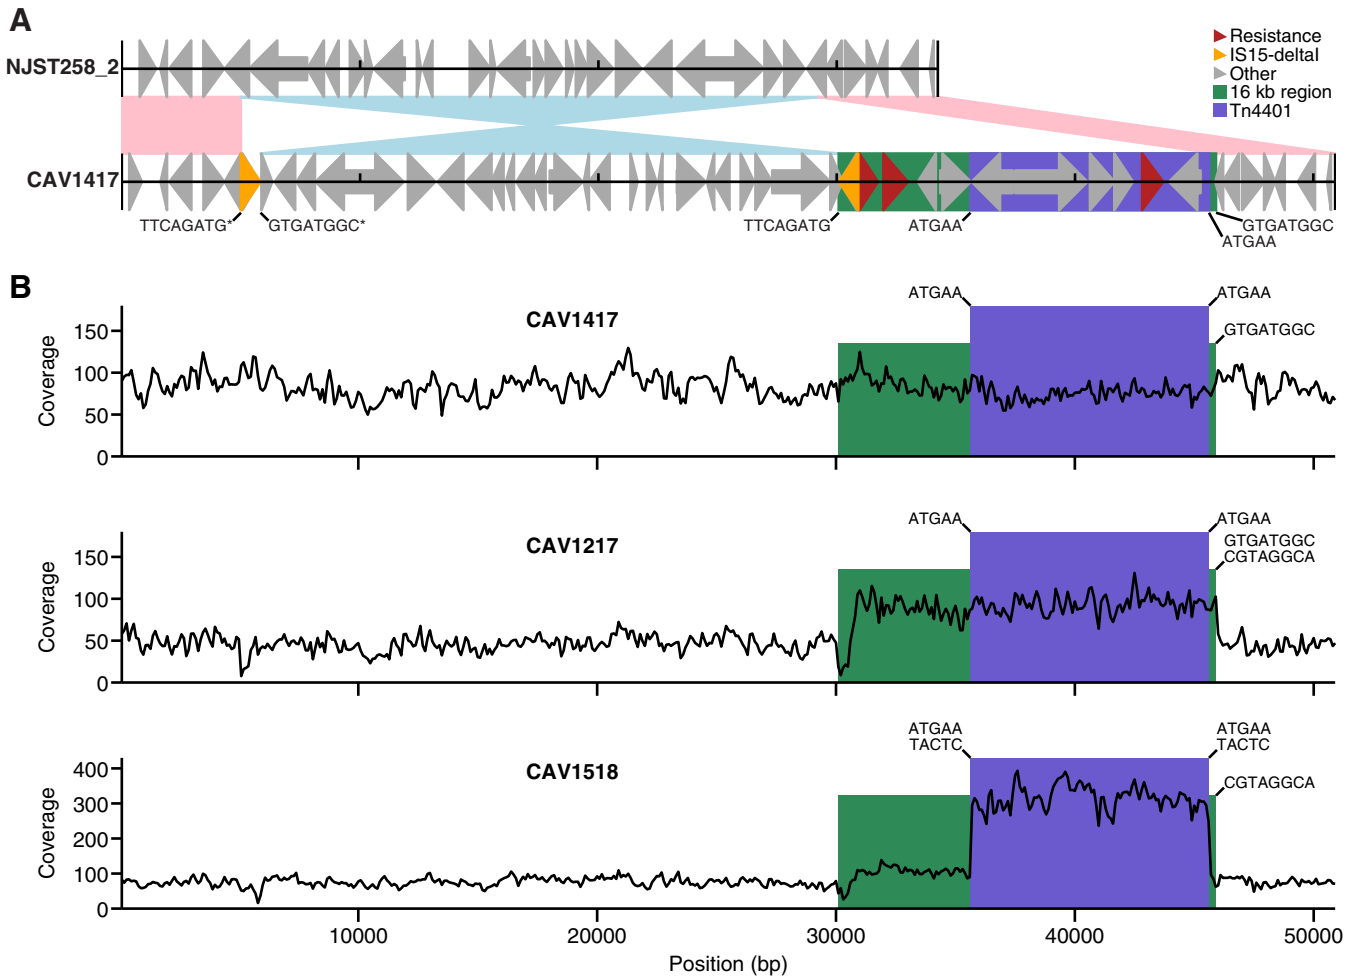 A
NJST258_2
Resistance
IS15-deltaI
Other
16 kb region
Tn4401
CAV1417
TTCAGATG*
GTGATGGC*
TTCAGATG
ATGAA
GTGATGGC
ATGAA
B
ATGAA
ATGAA
CAV1417
GTGATGGC
Coverage
150
100
50
0
ATGAA
ATGAA
CAV1217
GTGATGGC
CGTAGGCA
Coverage
150
100
50
0
ATGAA
TACTC
ATGAA
TACTC
CAV1518
CGTAGGCA
Coverage
400
300
200
100
0
10000
20000
30000
40000
50000
Position (bp)